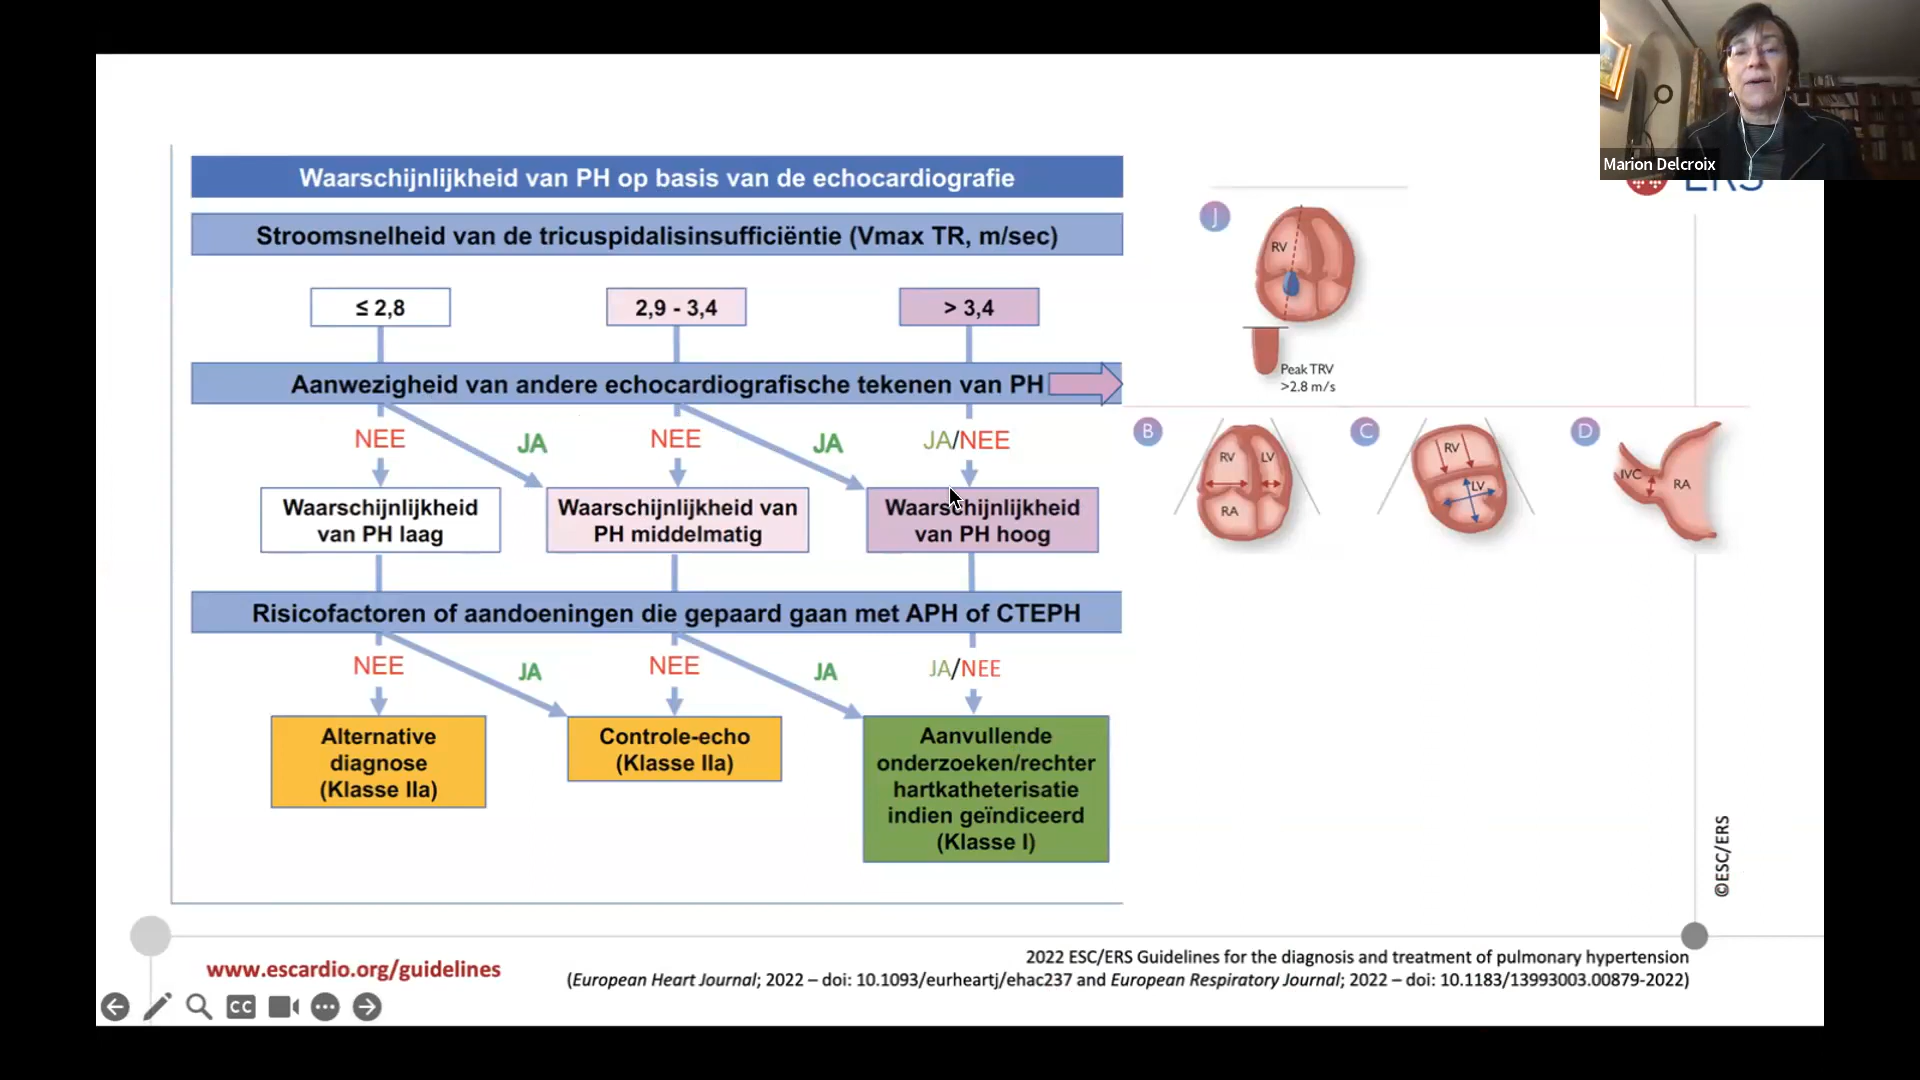 Marion Delcroix
ERS
Waarschijnlijkheid van PH op basis van de echocardiografie
Stroomsnelheid van de tricuspidalisinsufficiëntie (Vmax TR, m/sec)
≤ 2,8
2,9 - 3,4
> 3,4
Aanwezigheid van andere echocardiografische tekenen van PH
NEE
JA
NEE
JA
JA/NEE
Waarschijnlijkheid
van PH laag
Waarschijnlijkheid van
PH middelmatig
Waarschijnlijkheid
van PH hoog
Risicofactoren of aandoeningen die gepaard gaan met APH of CTEPH
NEE
JA
NEE
JA
JA/NEE
Alternative
diagnose
(Klasse IIa)
Controle-echo
(Klasse IIa)
Aanvullende
onderzoeken/rechter
hartkatheterisatie
indien geïndiceerd
(Klasse I)
J
RV
Peak TRV
>2.8 m/s
B
RV
LV
RA
C
RV
LV
D
IVC
RA
©ESC/ERS
www.escardio.org/guidelines
2022 ESC/ERS Guidelines for the diagnosis and treatment of pulmonary hypertension
(European Heart Journal; 2022 – doi: 10.1093/eurheartj/ehac237 and European Respiratory Journal; 2022 – doi: 10.1183/13993003.00879-2022)
CC